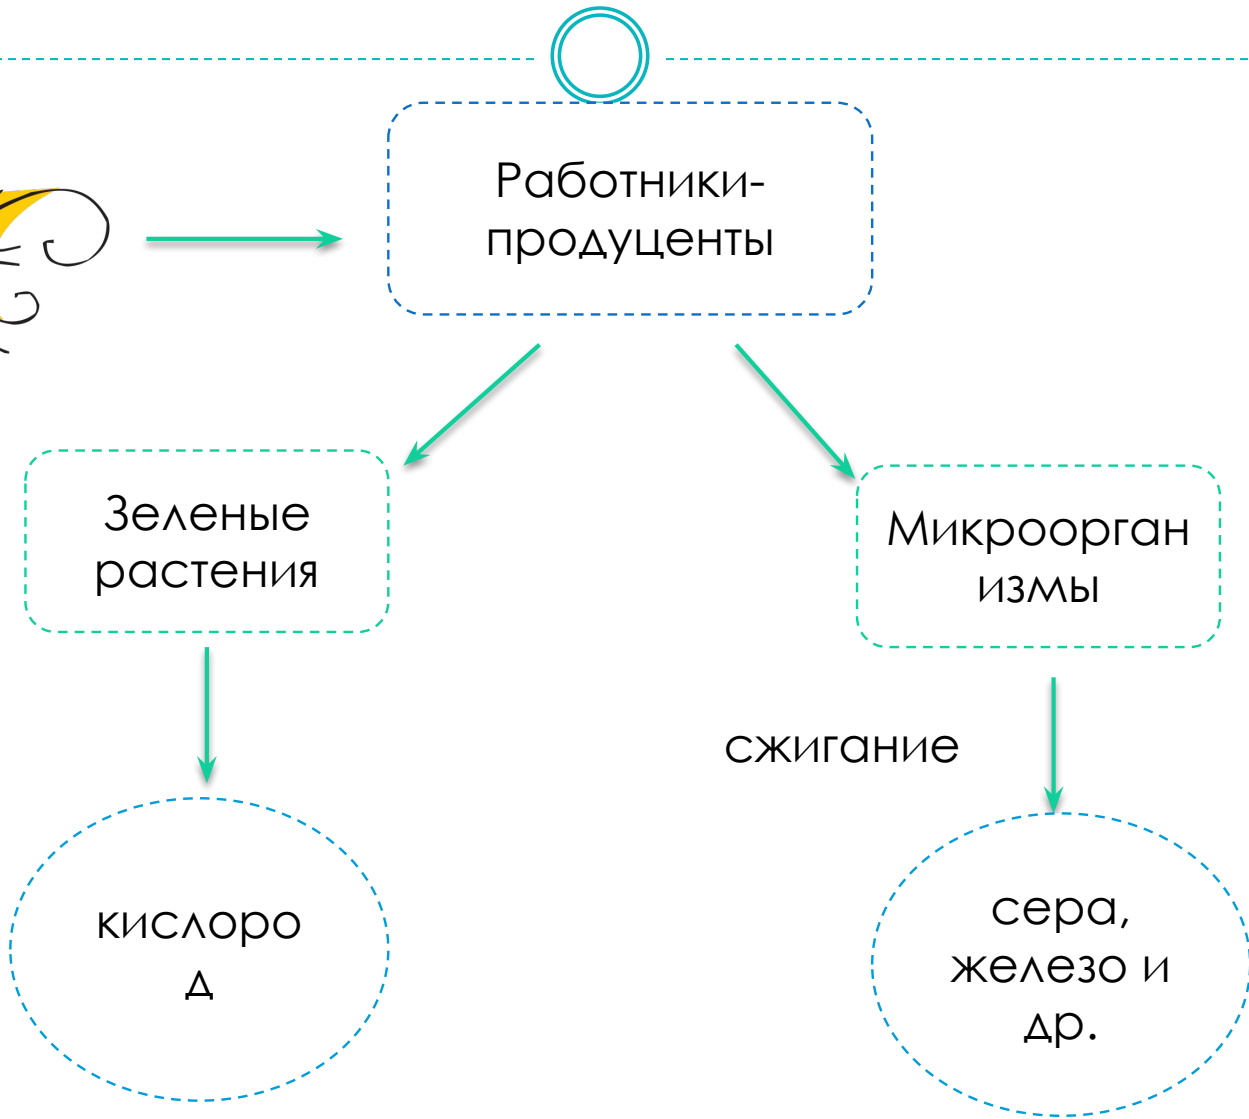 Работники-
продуценты
Зеленые
растения
Микроорган
измы
сжигание
кислоро
д
сера,
железо и
др.